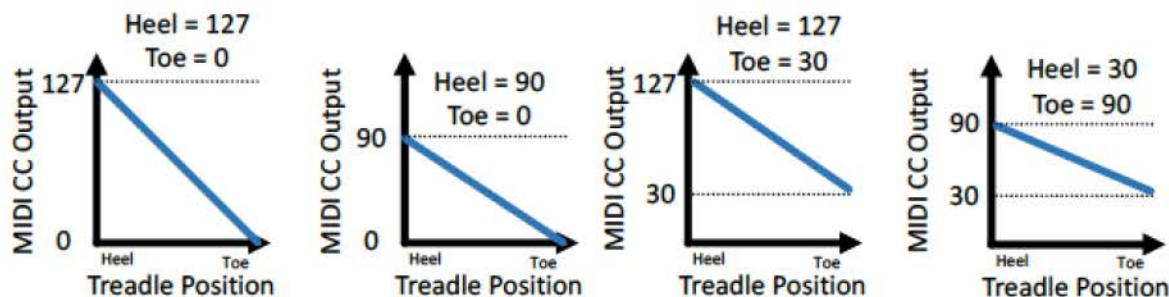 Heel = 127
Toe = 0
MIDI CC Output
127
0
Heel
Toe
Treadle Position
Heel = 90
Toe = 0
MIDI CC Output
90
0
Heel
Toe
Treadle Position
Heel = 127
Toe = 30
MIDI CC Output
127
30
Heel
Toe
Treadle Position
Heel = 30
Toe = 90
MIDI CC Output
90
30
Heel
Toe
Treadle Position